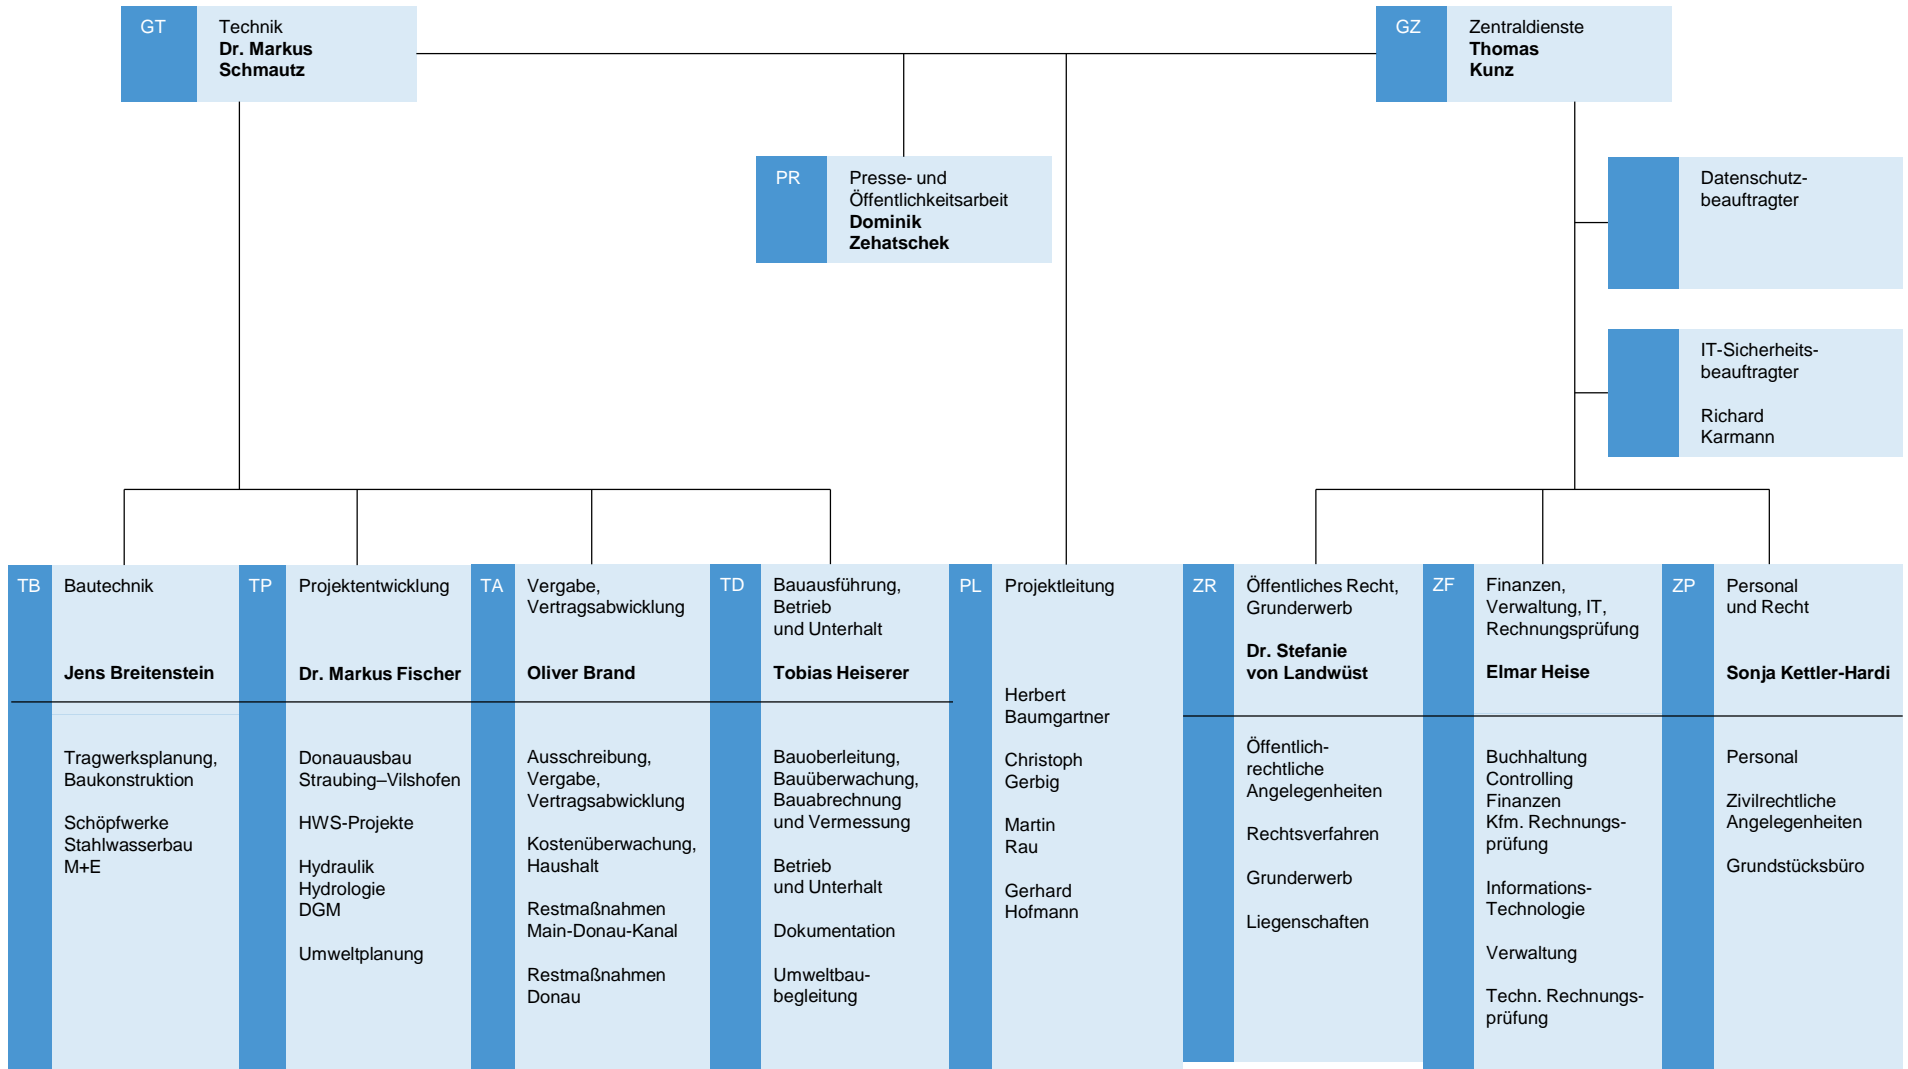 GT
Technik
Dr. Markus
Schmautz
GZ
Zentraldienste
Thomas
Kunz
PR
Presse- und
Öffentlichkeitsarbeit
Dominik
Zehatschek
Datenschutz-
beauftragter
IT-Sicherheits-
beauftragter
Richard
Karmann
TB
Bautechnik
Jens Breitenstein
Tragwerksplanung,
Baukonstruktion
Schöpfwerke
Stahlwasserbau
M+E
TP
Projektentwicklung
Dr. Markus Fischer
Donauausbau
Straubing–Vilshofen
HWS-Projekte
Hydraulik
Hydrologie
DGM
Umweltplanung
TA
Vergabe,
Vertragsabwicklung
Oliver Brand
Ausschreibung,
Vergabe,
Vertragsabwicklung
Kostenüberwachung,
Haushalt
Restmaßnahmen
Main-Donau-Kanal
Restmaßnahmen
Donau
TD
Bauausführung,
Betrieb
und Unterhalt
Tobias Heiserer
Bauoberleitung,
Bauüberwachung,
Bauabrechnung
und Vermessung
Betrieb
und Unterhalt
Dokumentation
Umweltbau-
begleitung
PL
Projektleitung
Herbert
Baumgartner
Christoph
Gerbig
Martin
Rau
Gerhard
Hofmann
ZR
Öffentliches Recht,
Grunderwerb
Dr. Stefanie
von Landwüst
Öffentlich-
rechtliche
Angelegenheiten
Rechtsverfahren
Grunderwerb
Liegenschaften
ZF
Finanzen,
Verwaltung, IT,
Rechnungsprüfung
Elmar Heise
Buchhaltung
Controlling
Finanzen
Kfm. Rechnungs-
prüfung
Informations-
Technologie
Verwaltung
Techn. Rechnungs-
prüfung
ZP
Personal
und Recht
Sonja Kettler-Hardi
Personal
Zivilrechtliche
Angelegenheiten
Grundstücksbüro